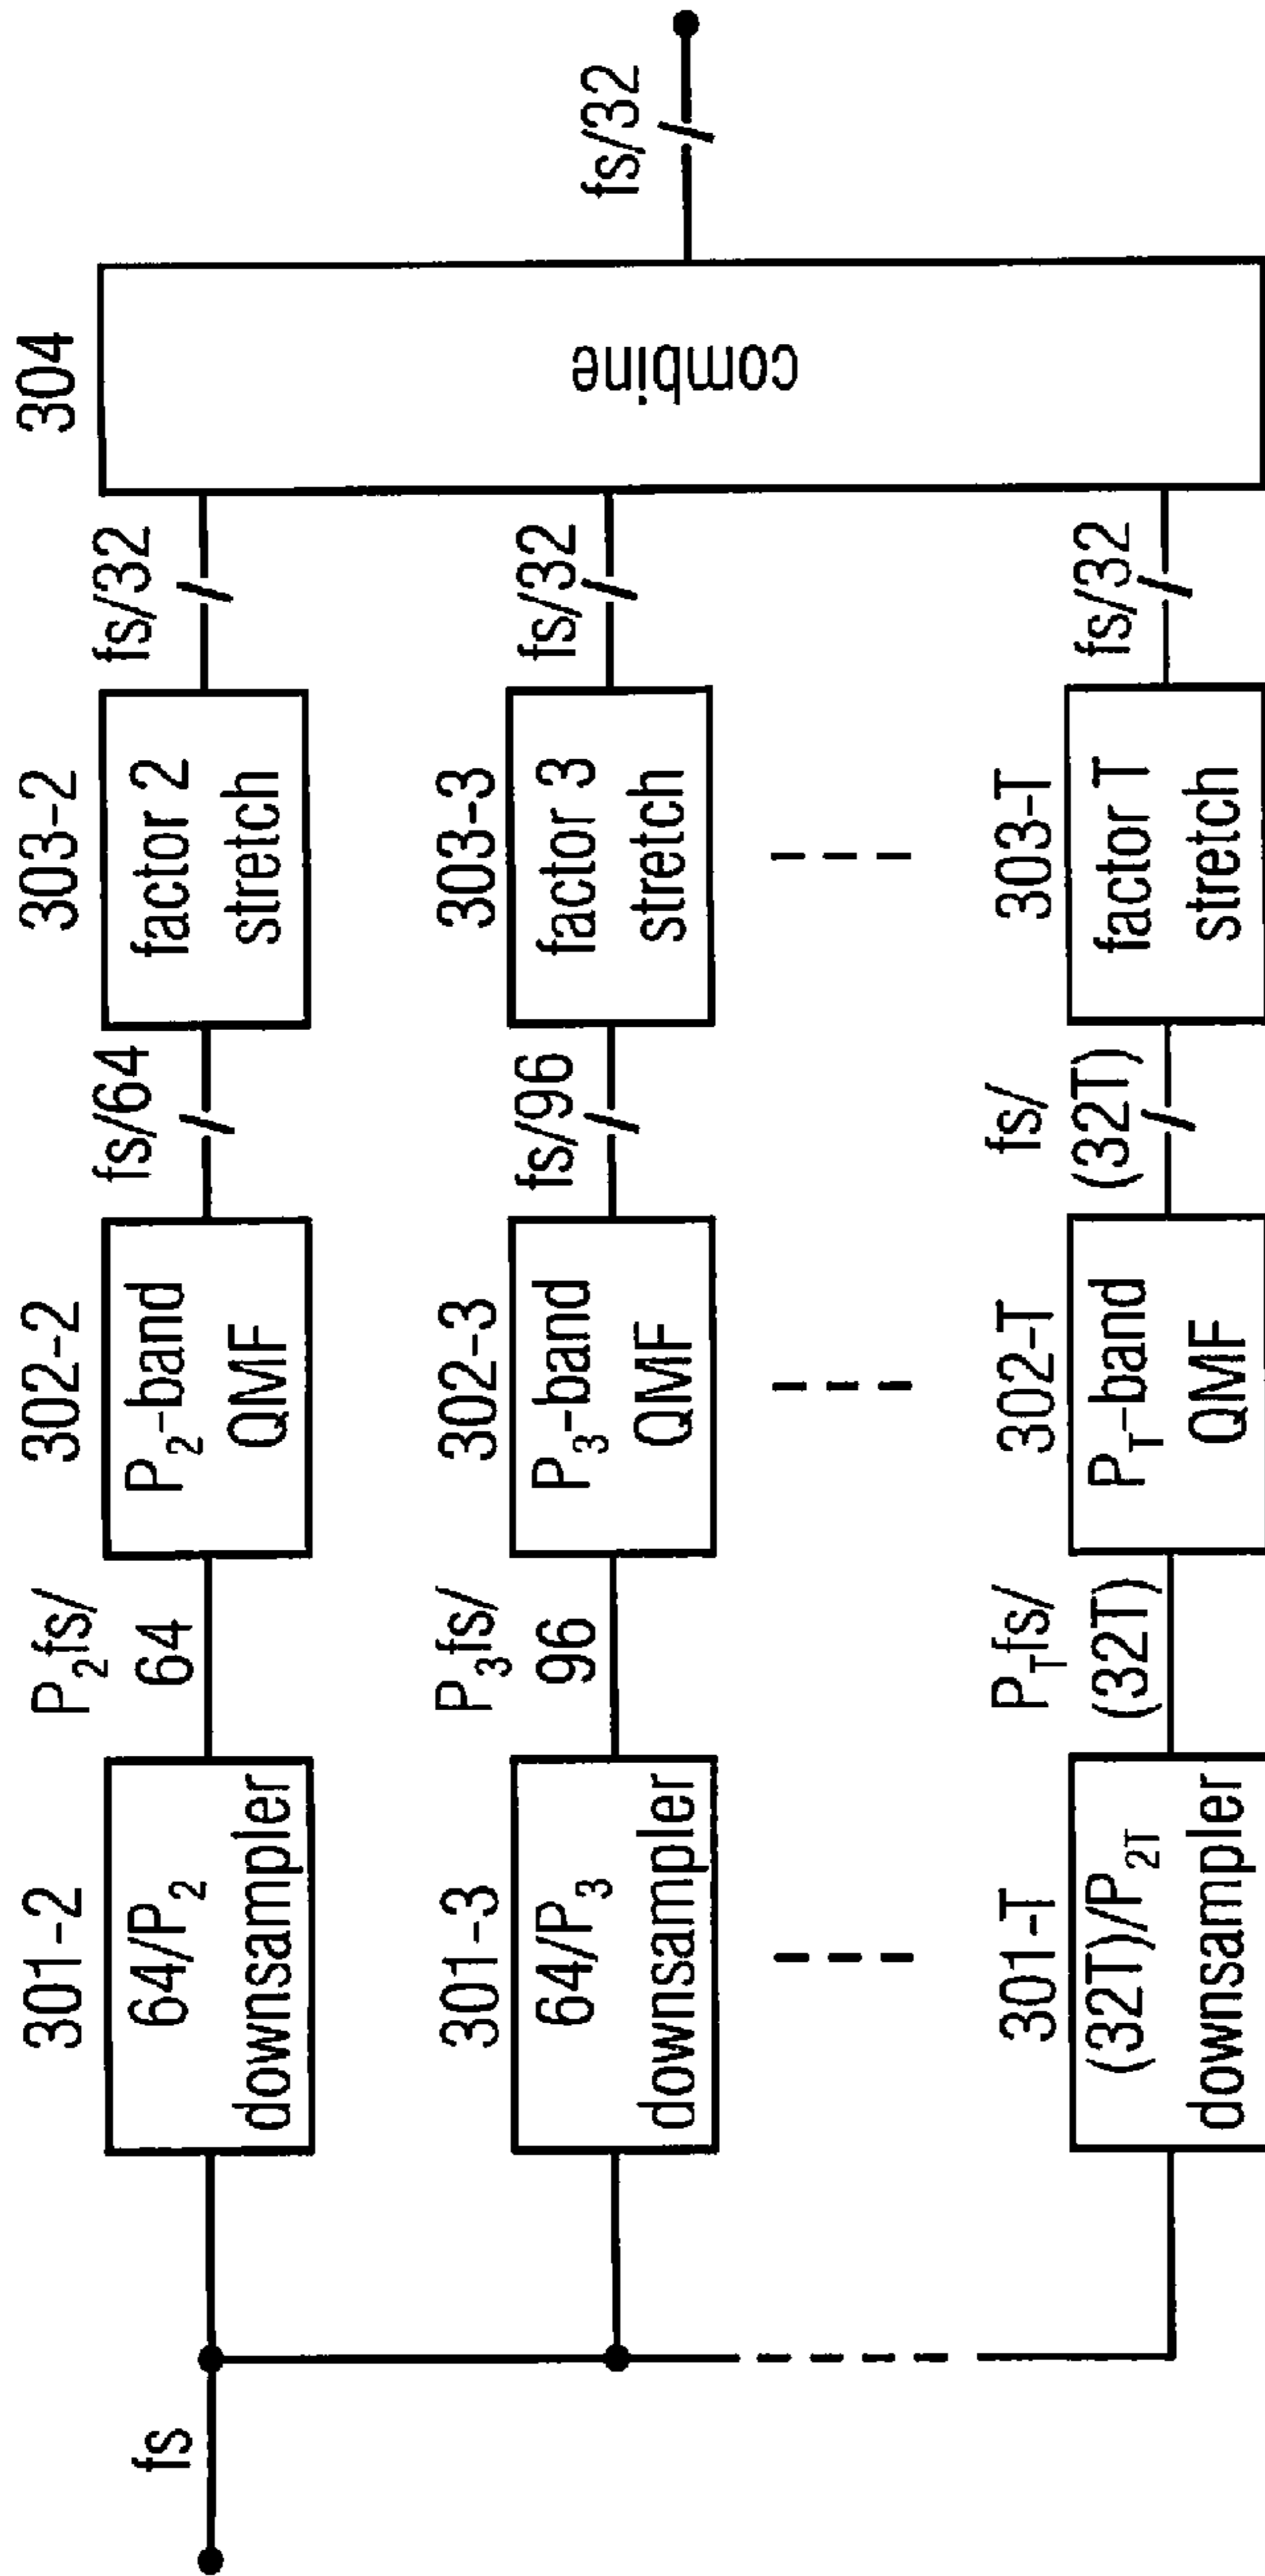 fs
301-2
64/P₂
downsampler
P₂fs/
64
302-2
P₂-band
QMF
fs/64
303-2
factor 2
stretch
fs/32
304
combine
fs/32
301-3
64/P₃
downsampler
P₃fs/
96
302-3
P₃-band
QMF
fs/96
303-3
factor 3
stretch
fs/32
301-T
(32T)/P₂T
downsampler
PTfs/
(32T)
302-T
PT-band
QMF
fs/
(32T)
303-T
factor T
stretch
fs/32